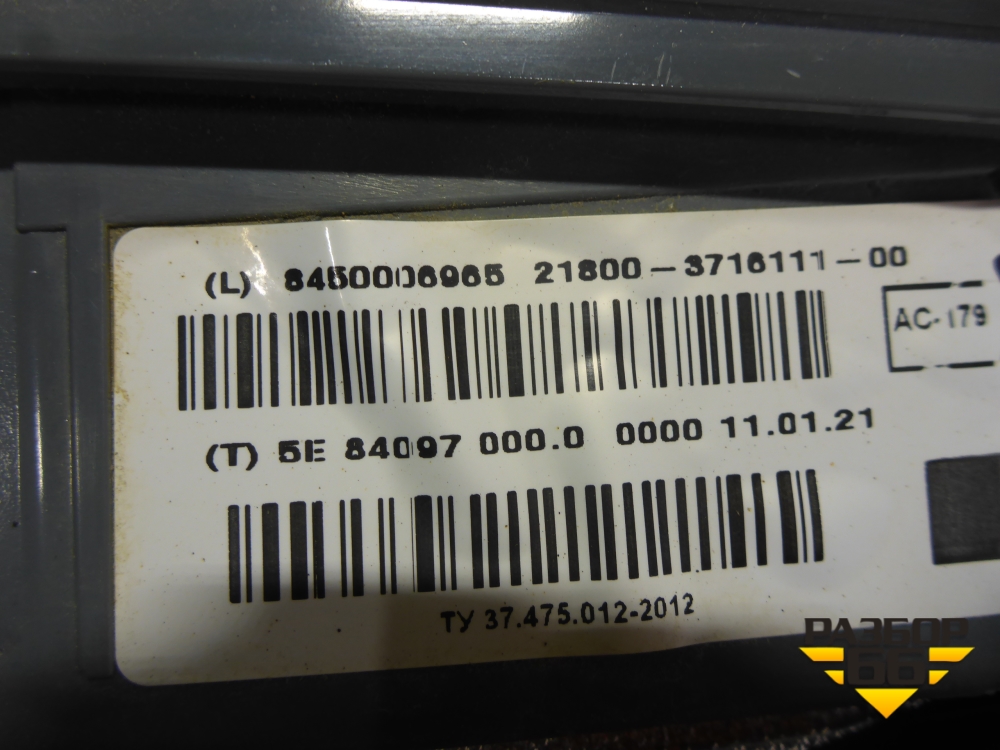 (L) 8450006965 21800-3716111-00
AC-179
(T) 5E 84097 000.0 0000 11.01.21
ТУ 37.475.012-2012
РАЗБОР
66